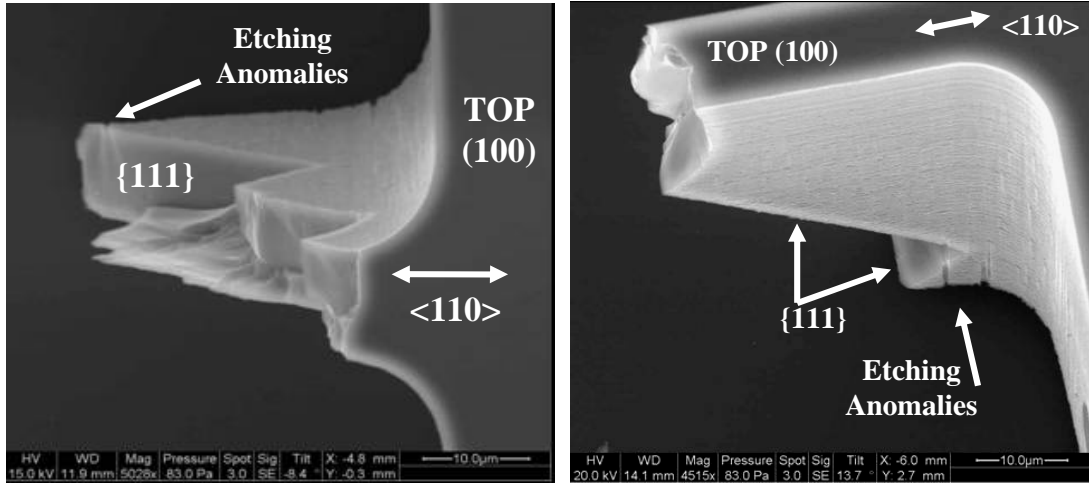 Etching
Anomalies
TOP
(100)
{111}
<110>
HV WD Mag Pressure Spot Sig Tilt X: -4.8 mm 10.0µm
15.0 kV 11.9 mm 5028x 83.0 Pa 3.0 SE -8.4 ° Y: -0.3 mm
<110>
TOP (100)
{111}
Etching
Anomalies
HV WD Mag Pressure Spot Sig Tilt X: -6.0 mm 10.0µm
20.0 kV 14.1 mm 4515x 83.0 Pa 3.0 SE 13.7 ° Y: 2.7 mm